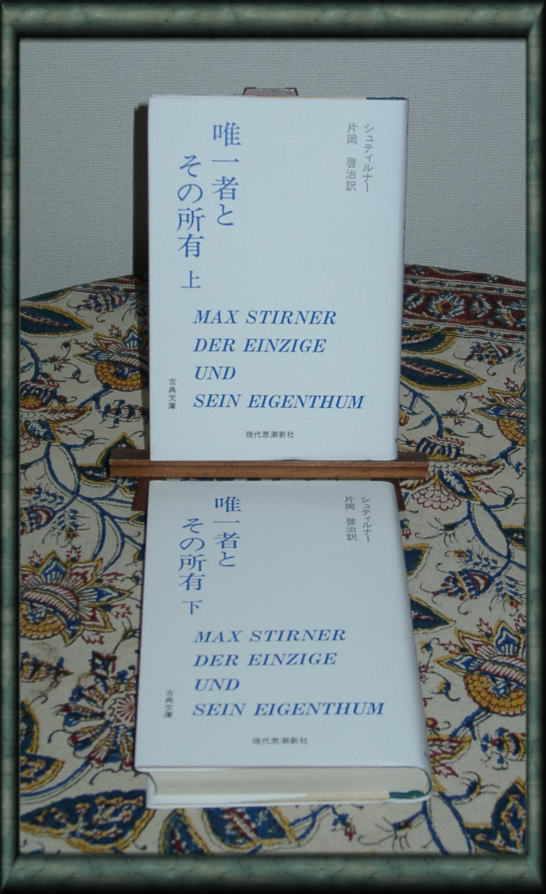 シュティルナー
片岡 啓治訳
唯一者と
その所有 上
MAX STIRNER
DER EINZIGE
UND
SEIN EIGENTHUM
古典文庫
現代思潮新社
シュティルナー
片岡 啓治訳
唯一者と
その所有 下
MAX STIRNER
DER EINZIGE
UND
SEIN EIGENTHUM
古典文庫
現代思潮新社